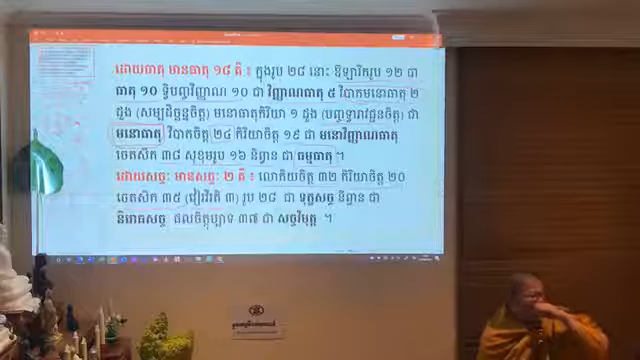 ដោយធាតុ មានធាតុ ១៨ គឺ ៖ ក្នុងរូប ២៨ នោះ ឱឡារិករូប ១២ ជា
ធាតុ ១០ ទ្វិបញ្ចវិញ្ញាណ ១០ ជា វិញ្ញាណធាតុ ៥ វិបាកមនោធាតុ ២
ដួង (សម្បដិច្ឆន្នចិត្ត) មនោធាតុកិរិយា ១ ដួង (បញ្ចទ្វារាវជ្ជនចិត្ត) ជា
មនោធាតុ វិបាកចិត្ត ២៤ កិរិយាចិត្ត ១៩ ជា មនោវិញ្ញាណធាតុ
ចេតសិក ៣៨ សុខុមរូប ១៦ និព្វាន ជា ធម្មធាតុ ។
ដោយសច្ចៈ មានសច្ចៈ ២ គឺ ៖ លោកិយចិត្ត ៣២ កិរិយាចិត្ត ២០
ចេតសិក ៣៥ (វៀរវិរតិ ៣) រូប ២៨ ជា ទុក្ខសច្ច និព្វាន ជា
និរោធសច្ច ផលចិត្តុប្បាទ ៣៧ ជា សច្ចវិមុត្ត ។